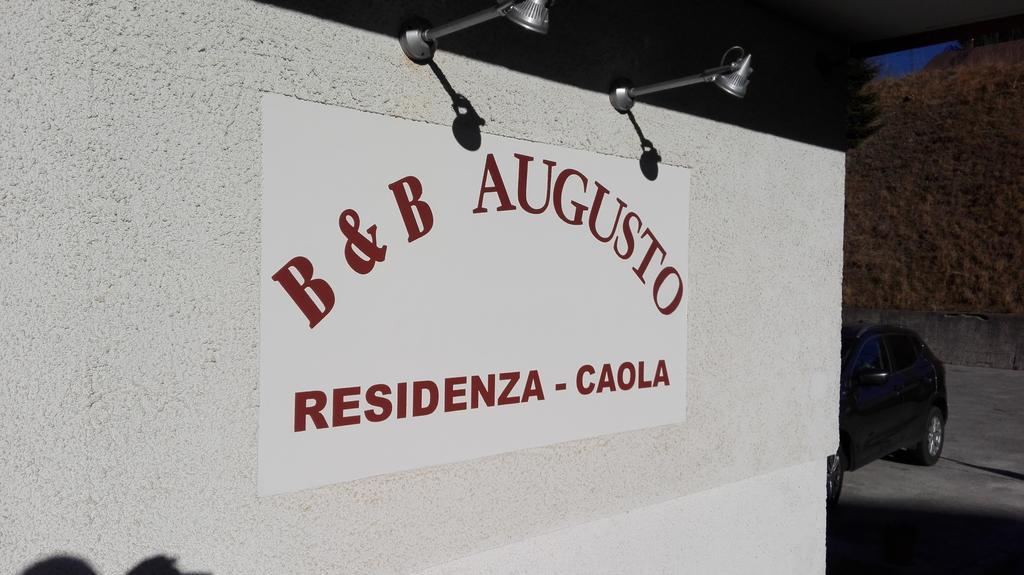 B & B AUGUSTO
RESIDENZA - CAOLA